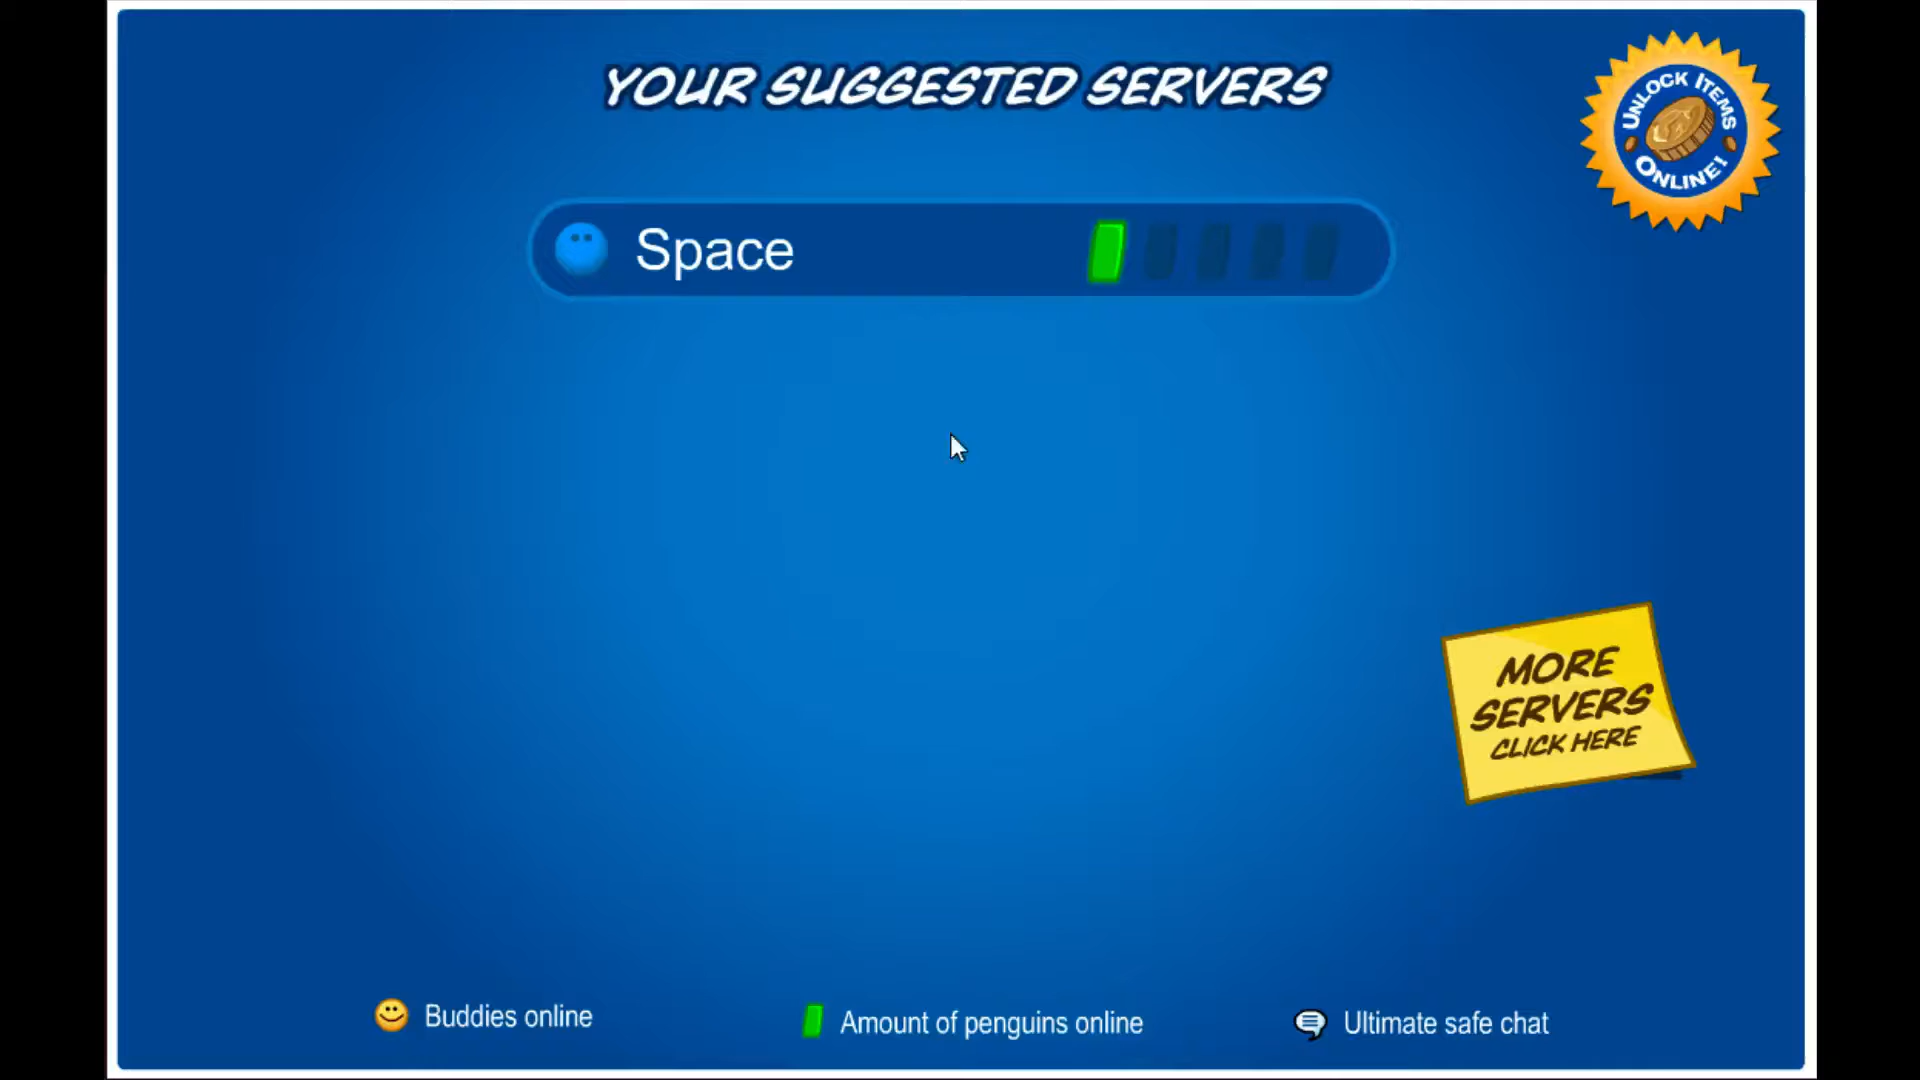 YOUR SUGGESTED SERVERS
UNLOCK ITEMS
ONLINE!
Space
MORE
SERVERS
CLICK HERE
Buddies online
Amount of penguins online
Ultimate safe chat